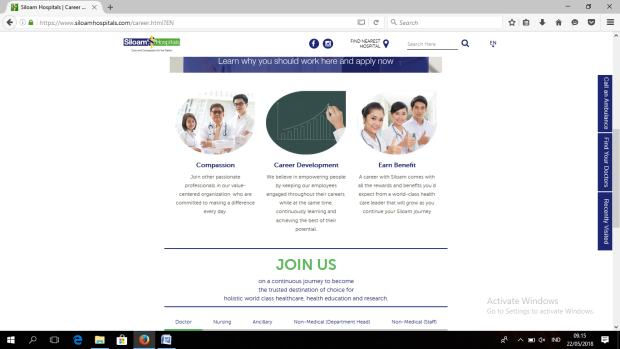 Siloam Hospitals | Career ...
https://www.siloamhospitals.com/career.html?EN
Search
Siloam Hospitals
FIND NEAREST
HOSPITAL
Search Here
EN
Learn why you should work here and apply now
Compassion
Join other passionate
professionals in our value-
centered organization, who are
committed to making a difference
every day.
Career Development
We believe in empowering people
by keeping our employees
engaged throughout their careers
while at the same time,
continuously learning and
achieving the best of their
potential.
Earn Benefit
A career with Siloam comes with
all the rewards and benefits you'd
expect from a world-class health
care leader that will grow as you
continue your Siloam journey
Call an Ambulance
Find Your Doctors
Recently Visited
JOIN US
on a continuous journey to become
the trusted destination of choice for
holistic world class healthcare, health education and research.
Doctor Nursing Ancillary Non-Medical (Department Head) Non-Medical (Staff)
Activate Windows
Go to Settings to activate Windows.
IND
09.15
22/05/2018